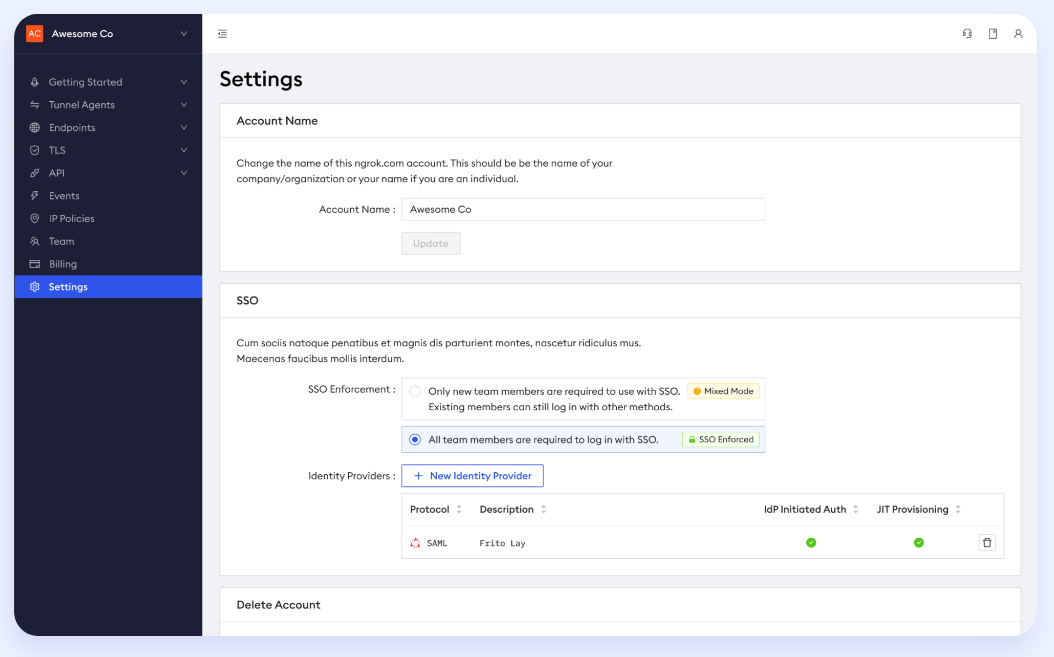 AC Awesome Co
Getting Started
Tunnel Agents
Endpoints
TLS
API
Events
IP Policies
Team
Billing
Settings
Settings
Account Name
Change the name of this ngrok.com account. This should be be the name of your
company/organization or your name if you are an individual.
Account Name : Awesome Co
Update
SSO
Cum sociis natoque penatibus et magnis dis parturient montes, nascetur ridiculus mus.
Maecenas faucibus mollis interdum.
SSO Enforcement : Only new team members are required to use with SSO. Mixed Mode
Existing members can still log in with other methods.
All team members are required to log in with SSO. SSO Enforced
Identity Providers : + New Identity Provider
Protocol Description IdP Initiated Auth JIT Provisioning
SAML Frito Lay
Delete Account